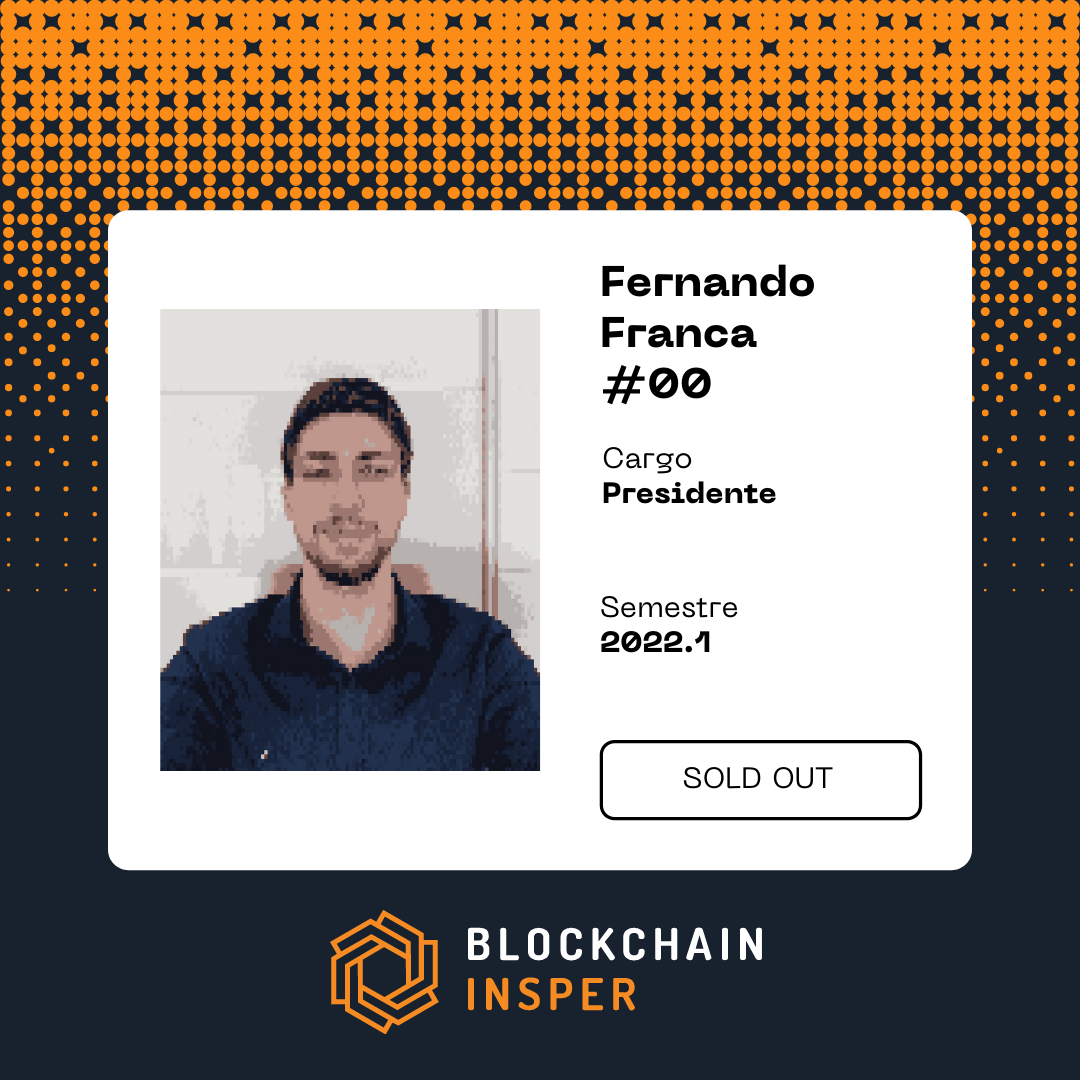 Fernando
Franca
#00
Cargo
Presidente
Semestre
2022.1
SOLD OUT
BLOCKCHAIN
INSPER